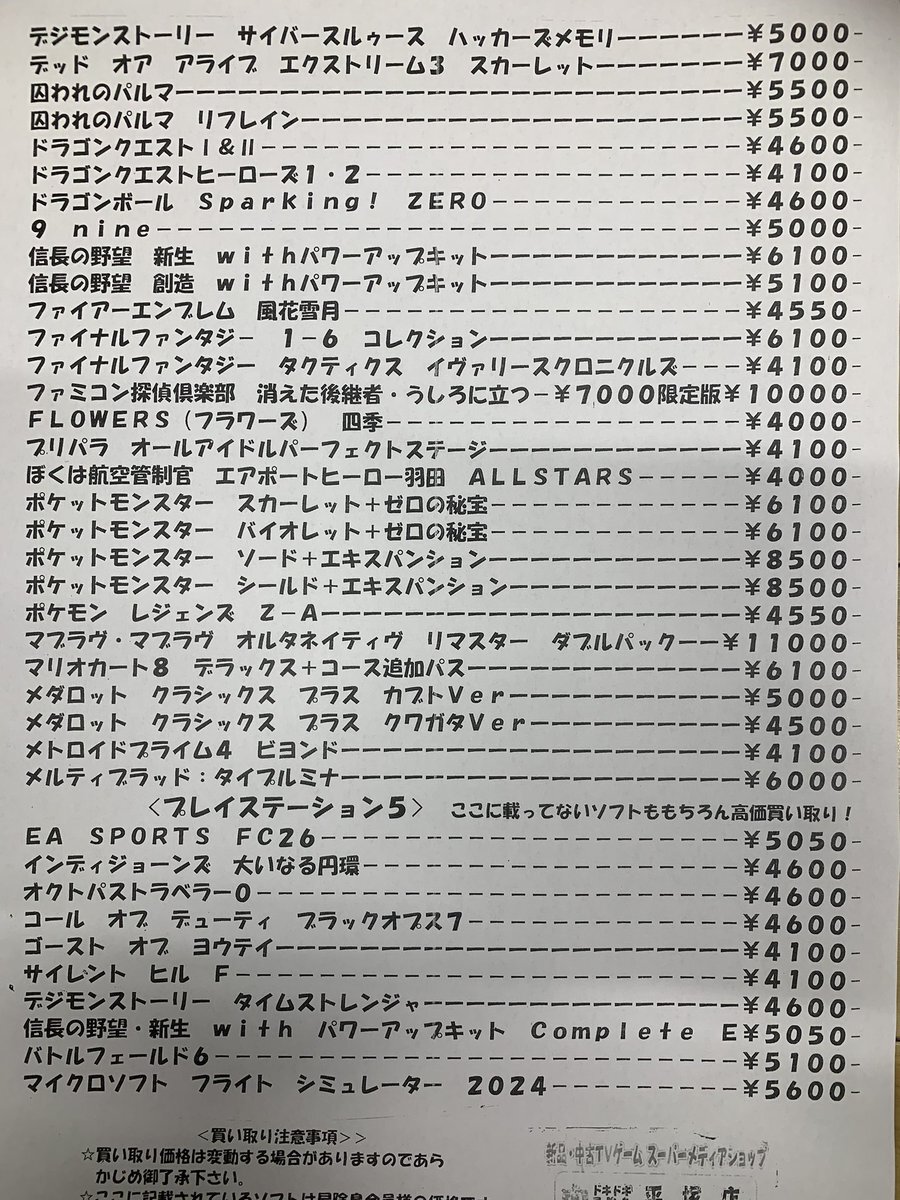 デジモンストーリー　サイバースルゥース　ハッカーズメモリー－－－－－－￥5000－
デッド　オア　アライブ　エクストリーム3　スカーレット－－－－－－－￥7000－
囚われのパルマ－－－－－－－－－－－－－－－－－－－－－－－－－－￥5500－
囚われのパルマ　リフレイン－－－－－－－－－－－－－－－－－－－－￥5500－
ドラゴンクエストⅠ＆Ⅱ－－－－－－－－－－－－－－－－－－－－－－￥4600－
ドラゴンクエストヒーローズ1・2－－－－－－－－－－－－－－－－－－￥4100－
ドラゴンボール　Sparking!　ZERO－－－－－－－－－－－－￥4600－
9　nine－－－－－－－－－－－－－－－－－－－－－－－－－－－￥5000－
信長の野望　新生　withパワーアップキット－－－－－－－－－－－－￥6100－
信長の野望　創造　withパワーアップキット－－－－－－－－－－－－￥5100－
ファイアーエンブレム　風花雪月－－－－－－－－－－－－－－－－－－￥4550－
ファイナルファンタジー　1－6　コレクション－－－－－－－－－－－－￥6100－
ファイナルファンタジー　タクティクス　イヴァリースクロニクルズ－－－￥4100－
ファミコン探偵倶楽部　消えた後継者・うしろに立つ－￥7000限定版￥10000－
FLOWERS（フラワーズ）　四季－－－－－－－－－－－－－－－－－￥4000－
プリパラ　オールアイドルパーフェクトステージ－－－－－－－－－－－－￥4100－
ぼくは航空管制官　エアポートヒーロー羽田　ALLSTARS－－－－－￥4000－
ポケットモンスター　スカーレット＋ゼロの秘宝－－－－－－－－－－－－￥6100－
ポケットモンスター　バイオレット＋ゼロの秘宝－－－－－－－－－－－－￥6100－
ポケットモンスター　ソード＋エキスパンション－－－－－－－－－－－－￥8500－
ポケットモンスター　シールド＋エキスパンション－－－－－－－－－－－￥8500－
ポケモン　レジェンズ　Z－A－－－－－－－－－－－－－－－－－－－－￥4550－
マブラヴ・マブラヴ　オルタネイティヴ　リマスター　ダブルパック－－￥11000－
マリオカート8　デラックス＋コース追加パス－－－－－－－－－－－－－￥6100－
メダロット　クラシックス　プラス　カブトVer－－－－－－－－－－－￥5000－
メダロット　クラシックス　プラス　クワガタVer－－－－－－－－－－￥4500－
メトロイドプライム4　ビヨンド－－－－－－－－－－－－－－－－－－－￥4100－
メルティブラッド：タイプルミナ－－－－－－－－－－－－－－－－－－－￥6000－
＜プレイステーション5＞　ここに載ってないソフトももちろん高価買い取り！
EA　SPORTS　FC26－－－－－－－－－－－－－－－－－－－－￥5050－
インディジョーンズ　大いなる円環－－－－－－－－－－－－－－－－－－￥4600－
オクトパストラベラー0－－－－－－－－－－－－－－－－－－－－－－－￥4600－
コール　オブ　デューティ　ブラックオプス7－－－－－－－－－－－－－￥4600－
ゴースト　オブ　ヨウテイ－－－－－－－－－－－－－－－－－－－－－－￥4100－
サイレント　ヒル　F－－－－－－－－－－－－－－－－－－－－－－－－￥4100－
デジモンストーリー　タイムストレンジャー－－－－－－－－－－－－－－￥4600－
信長の野望・新生　with　パワーアップキット　Complete　E￥5050－
バトルフェールド6－－－－－－－－－－－－－－－－－－－－－－－－－￥5100－
マイクロソフト　フライト　シミュレーター　2024－－－－－－－－－￥5600－
＜買い取り注意事項＞＞
☆買い取り価格は変動する場合がありますのであら
かじめ御了承下さい。
新品・中古TVゲーム スーパーメディアショップ
ドキドキ 平塚店